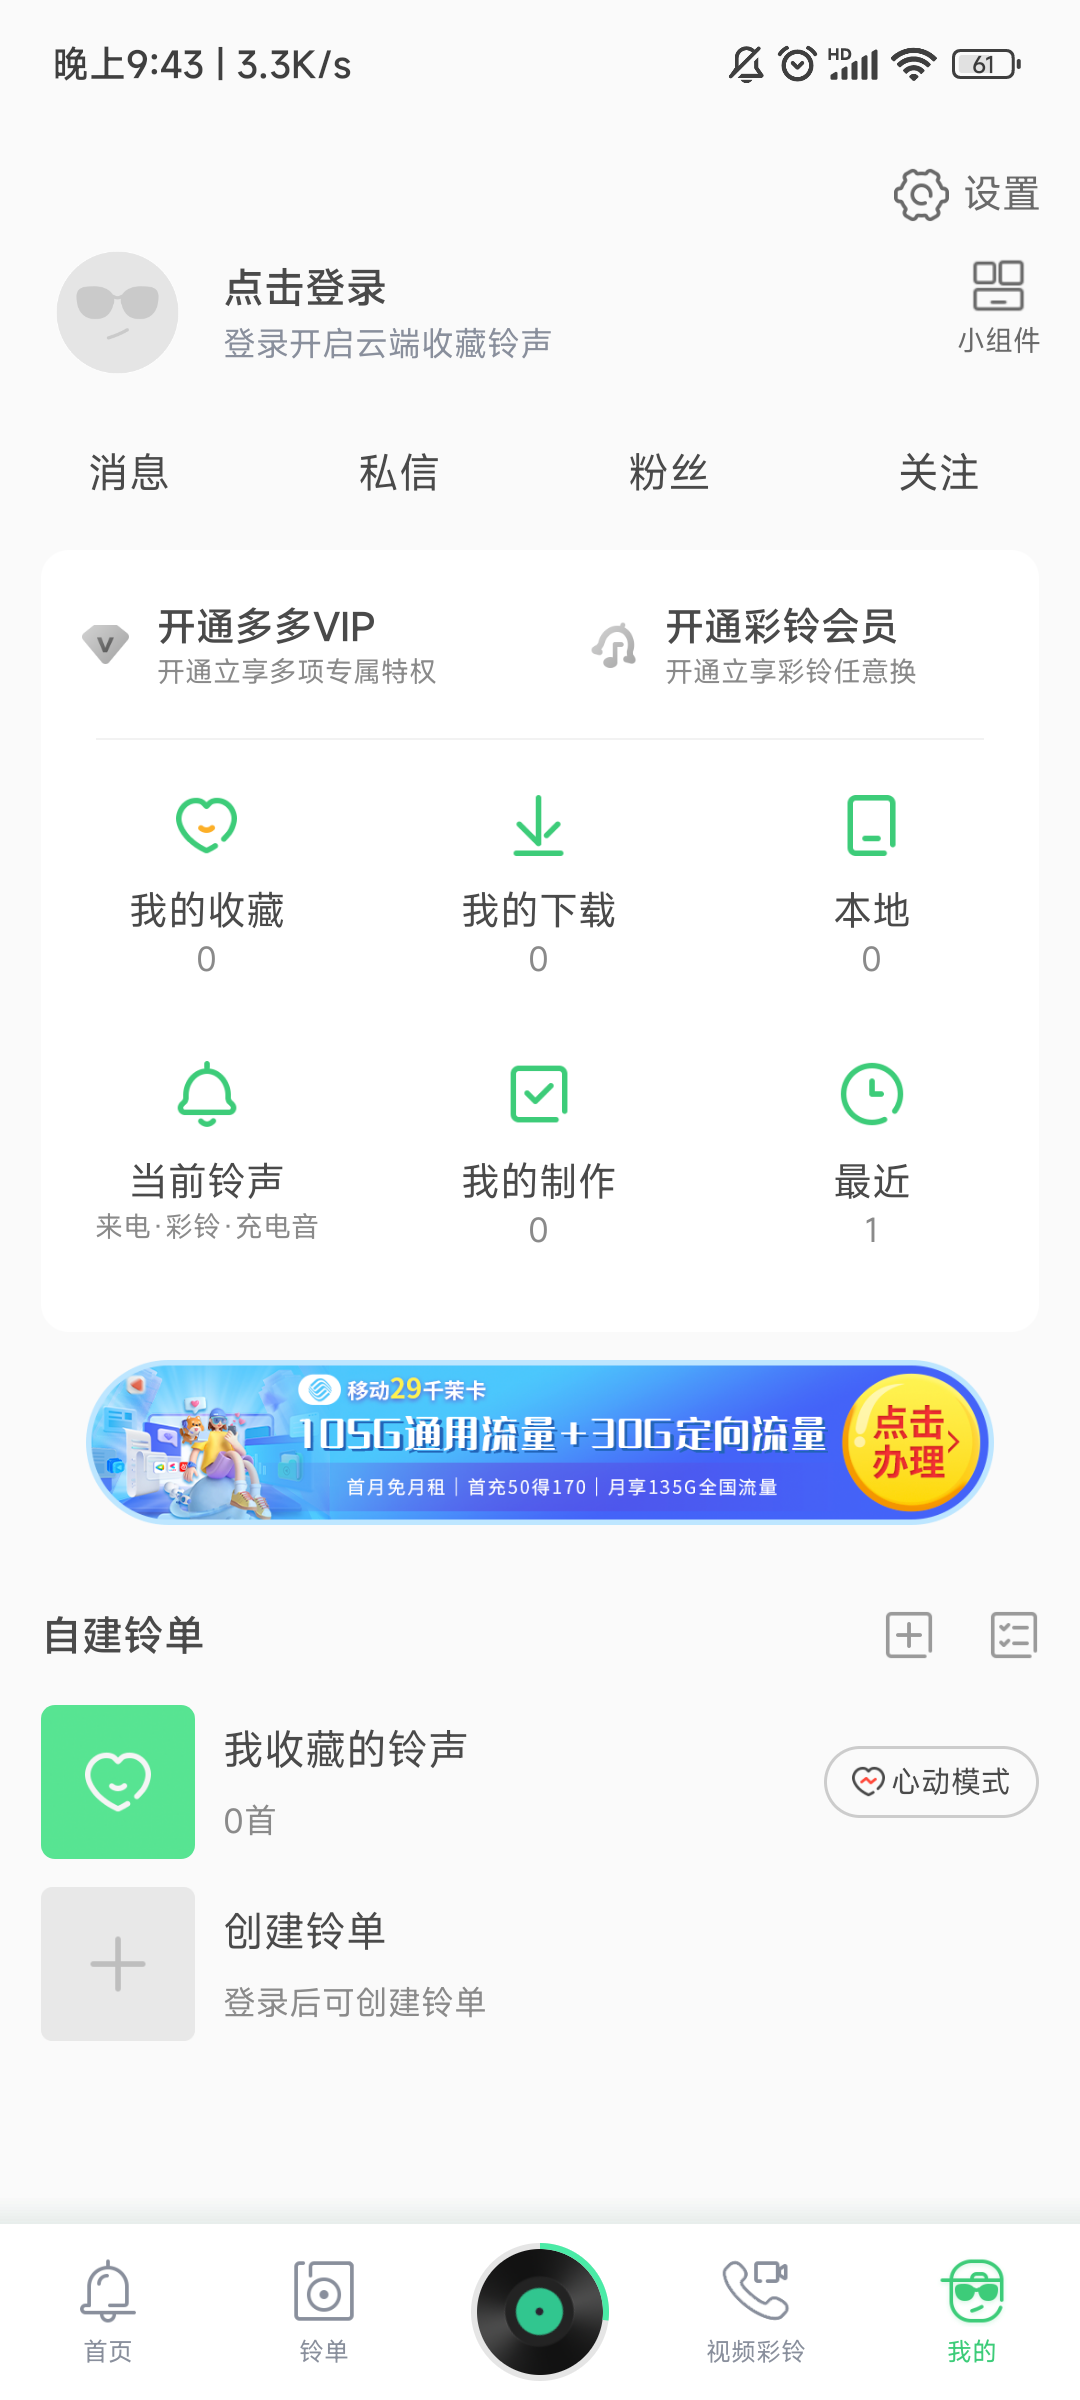 晚上9:43 | 3.3K/s
HD
61
设置
点击登录
登录开启云端收藏铃声
小组件
消息
私信
粉丝
关注
开通多多VIP
开通立享多项专属特权
开通彩铃会员
开通立享彩铃任意换
我的收藏
0
我的下载
0
本地
0
当前铃声
来电·彩铃·充电音
我的制作
0
最近
1
移动29千茉卡
105G通用流量+30G定向流量
首月免月租｜首充50得170｜月享135G全国流量
点击
办理
自建铃单
我收藏的铃声
0首
心动模式
创建铃单
登录后可创建铃单
首页
铃单
视频彩铃
我的